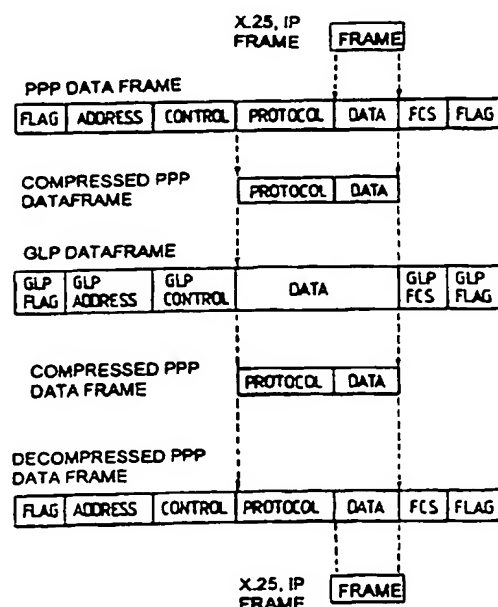 X.25, IP
FRAME FRAME
PPP DATA FRAME
FLAG ADDRESS CONTROL PROTOCOL DATA FCS FLAG
COMPRESSED PPP
DATAFRAME
PROTOCOL DATA
GLP DATAFRAME
GLP FLAG GLP ADDRESS GLP CONTROL DATA GLP FCS GLP FLAG
COMPRESSED PPP
DATA FRAME
PROTOCOL DATA
DECOMPRESSED PPP
DATA FRAME
FLAG ADDRESS CONTROL PROTOCOL DATA FCS FLAG
X.25, IP
FRAME FRAME